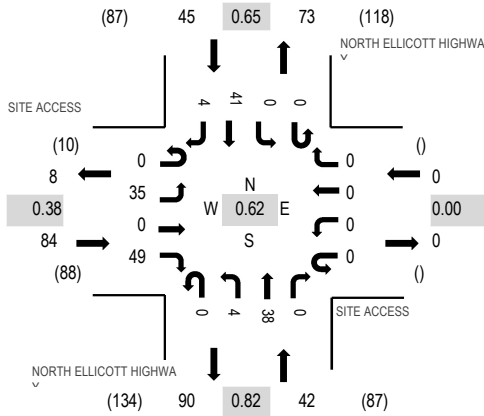 (87) 45 0.65 73 (118)
NORTH ELLICOTT HIGHWA
Y
SITE ACCESS
4 41 0 0
(10) 0 0 ()
8 0
35 0
N
0.38 W 0.62 E 0.00
0 0
S
84 0
49 0
(88) ()
0 4 38 0
SITE ACCESS
NORTH ELLICOTT HIGHWA
Y
(134) 90 0.82 42 (87)